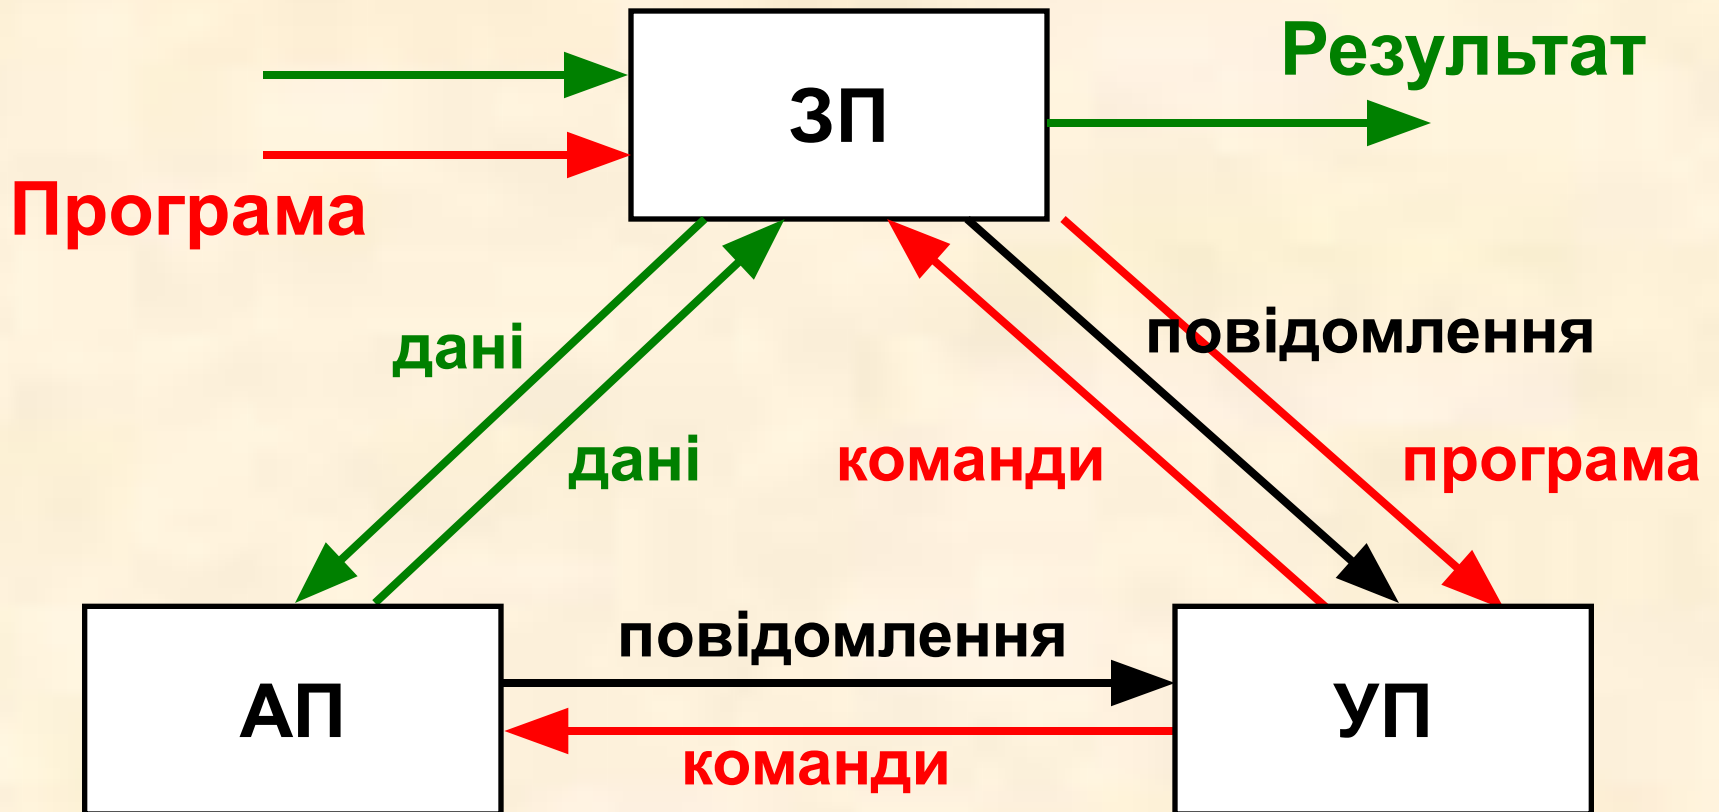 Результат
ЗП
Програма
повідомлення
дані
дані
команди
програма
повідомлення
АП
УП
команди